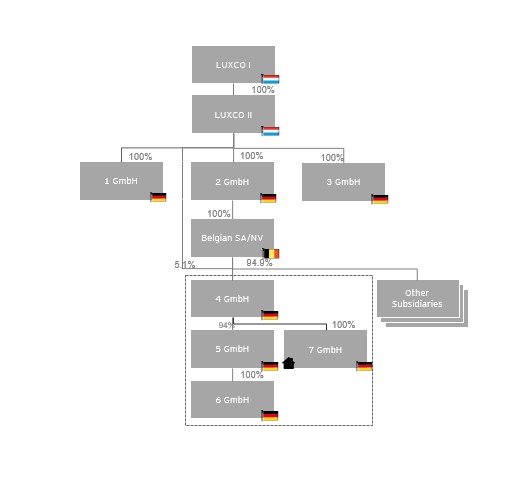 LUXCO I
100%
LUXCO II
100%
100%
100%
1 GmbH
2 GmbH
3 GmbH
100%
Belgian SA/NV
5.1%
94.9%
4 GmbH
Other
Subsidiaries
94%
100%
5 GmbH
7 GmbH
100%
6 GmbH